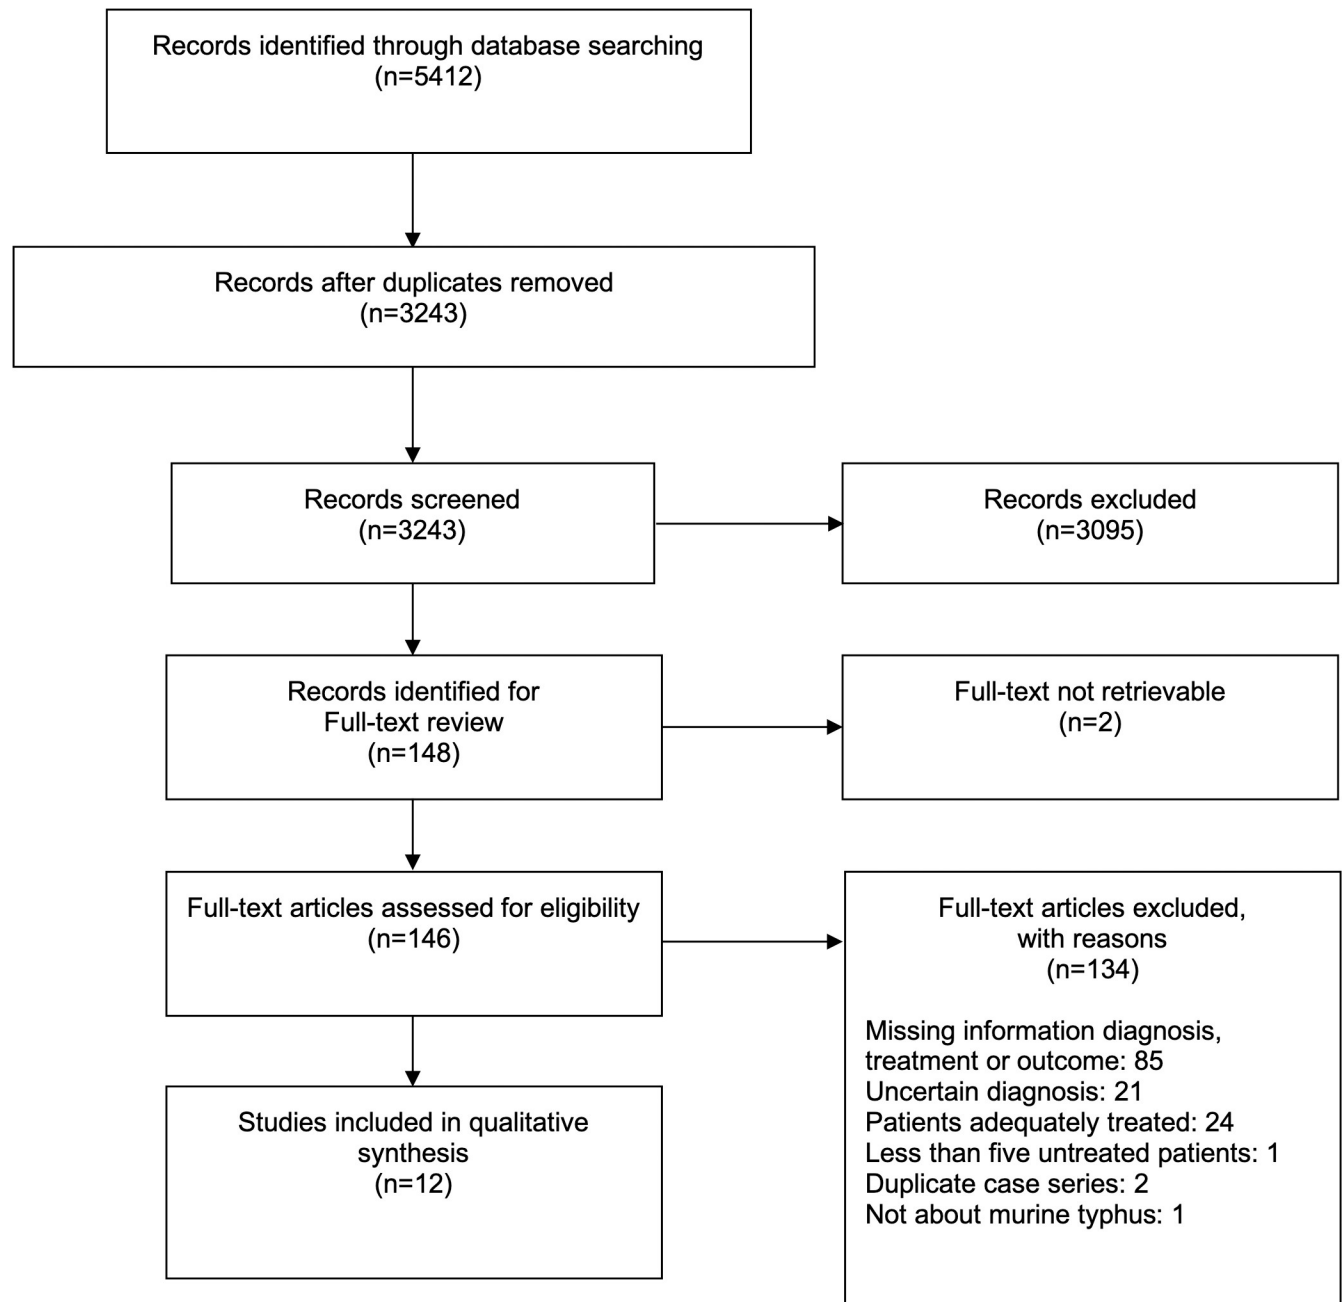 Records identified through database searching
(n=5412)
Records after duplicates removed
(n=3243)
Records screened
(n=3243)
Records excluded
(n=3095)
Records identified for
Full-text review
(n=148)
Full-text not retrievable
(n=2)
Full-text articles assessed for eligibility
(n=146)
Full-text articles excluded,
with reasons
(n=134)
Missing information diagnosis,
treatment or outcome: 85
Uncertain diagnosis: 21
Patients adequately treated: 24
Less than five untreated patients: 1
Duplicate case series: 2
Not about murine typhus: 1
Studies included in qualitative
synthesis
(n=12)